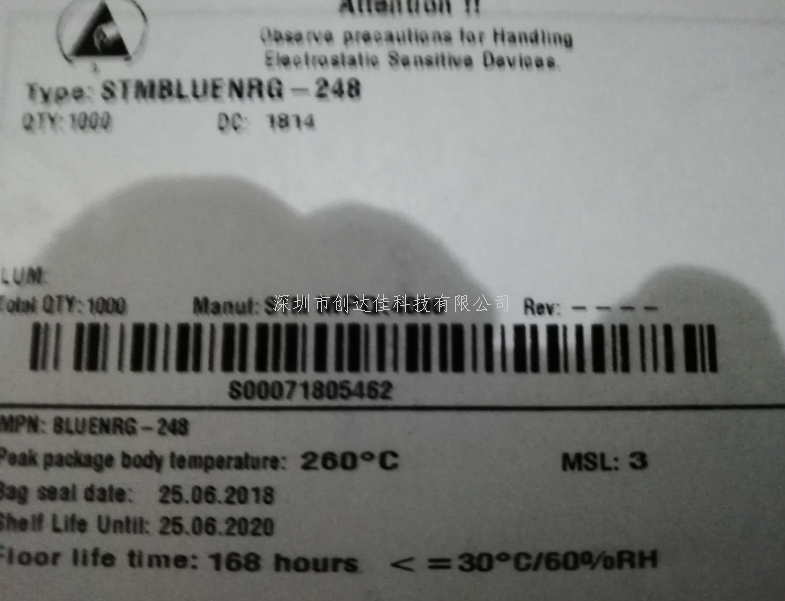 Attention !!
Observe precautions for Handling
Electrostatic Sensitive Devices.
Type: STMBLUENRG-248
QTY: 1000 DC: 1814
LUM:
Total QTY: 1000 Manuf: 深圳市创达佳科技有限公司 Rev: - - - -
S00071805462
MPN: BLUENRG-248
Peak package body temperature: 260°C MSL: 3
Bag seal date: 25.06.2018
Shelf Life Until: 25.06.2020
Floor life time: 168 hours <=30°C/60%RH